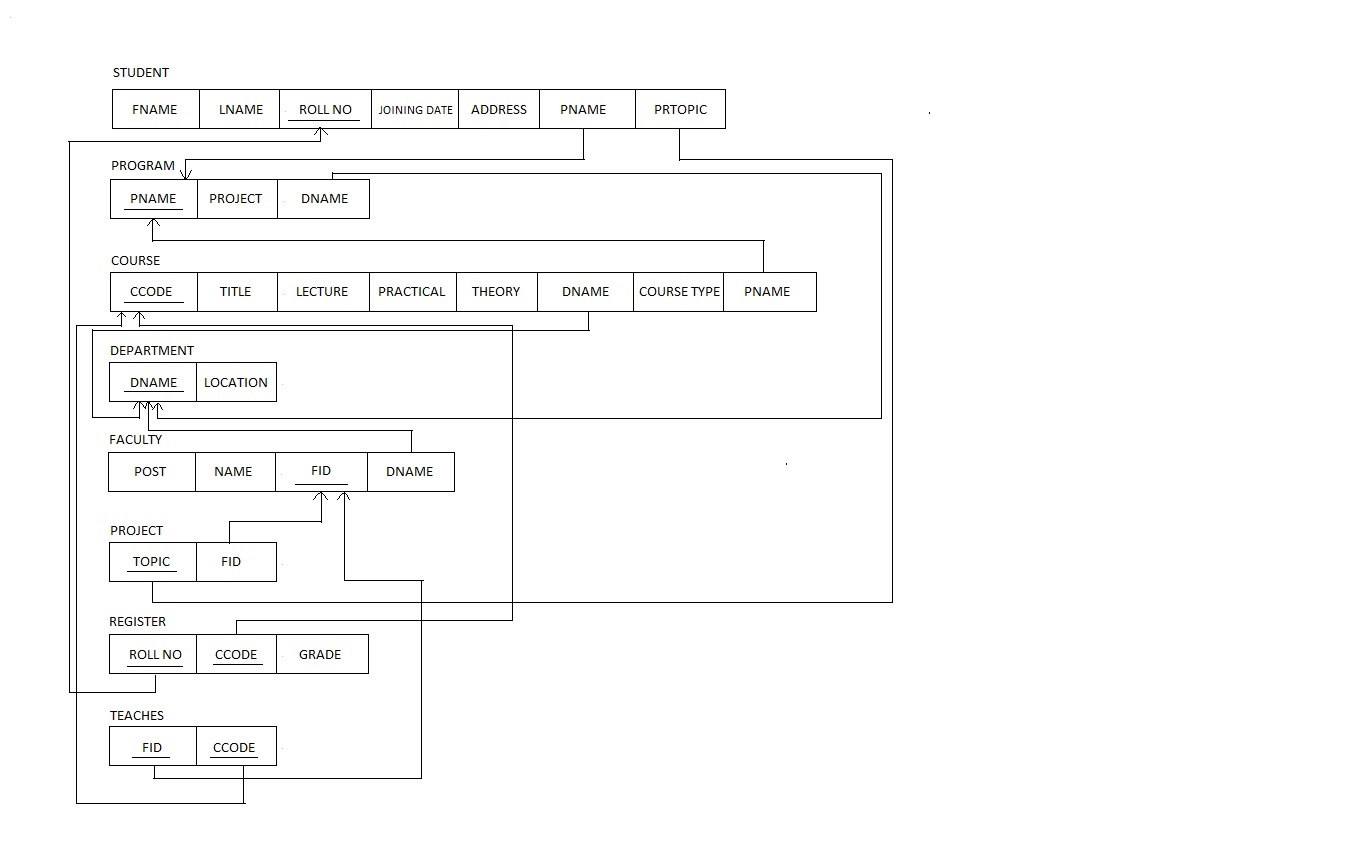 STUDENT
FNAME LNAME ROLL NO JOINING DATE ADDRESS PNAME PRTOPIC
PROGRAM
PNAME PROJECT DNAME
COURSE
CCODE TITLE LECTURE PRACTICAL THEORY DNAME COURSE TYPE PNAME
DEPARTMENT
DNAME LOCATION
FACULTY
POST NAME FID DNAME
PROJECT
TOPIC FID
REGISTER
ROLL NO CCODE GRADE
TEACHES
FID CCODE